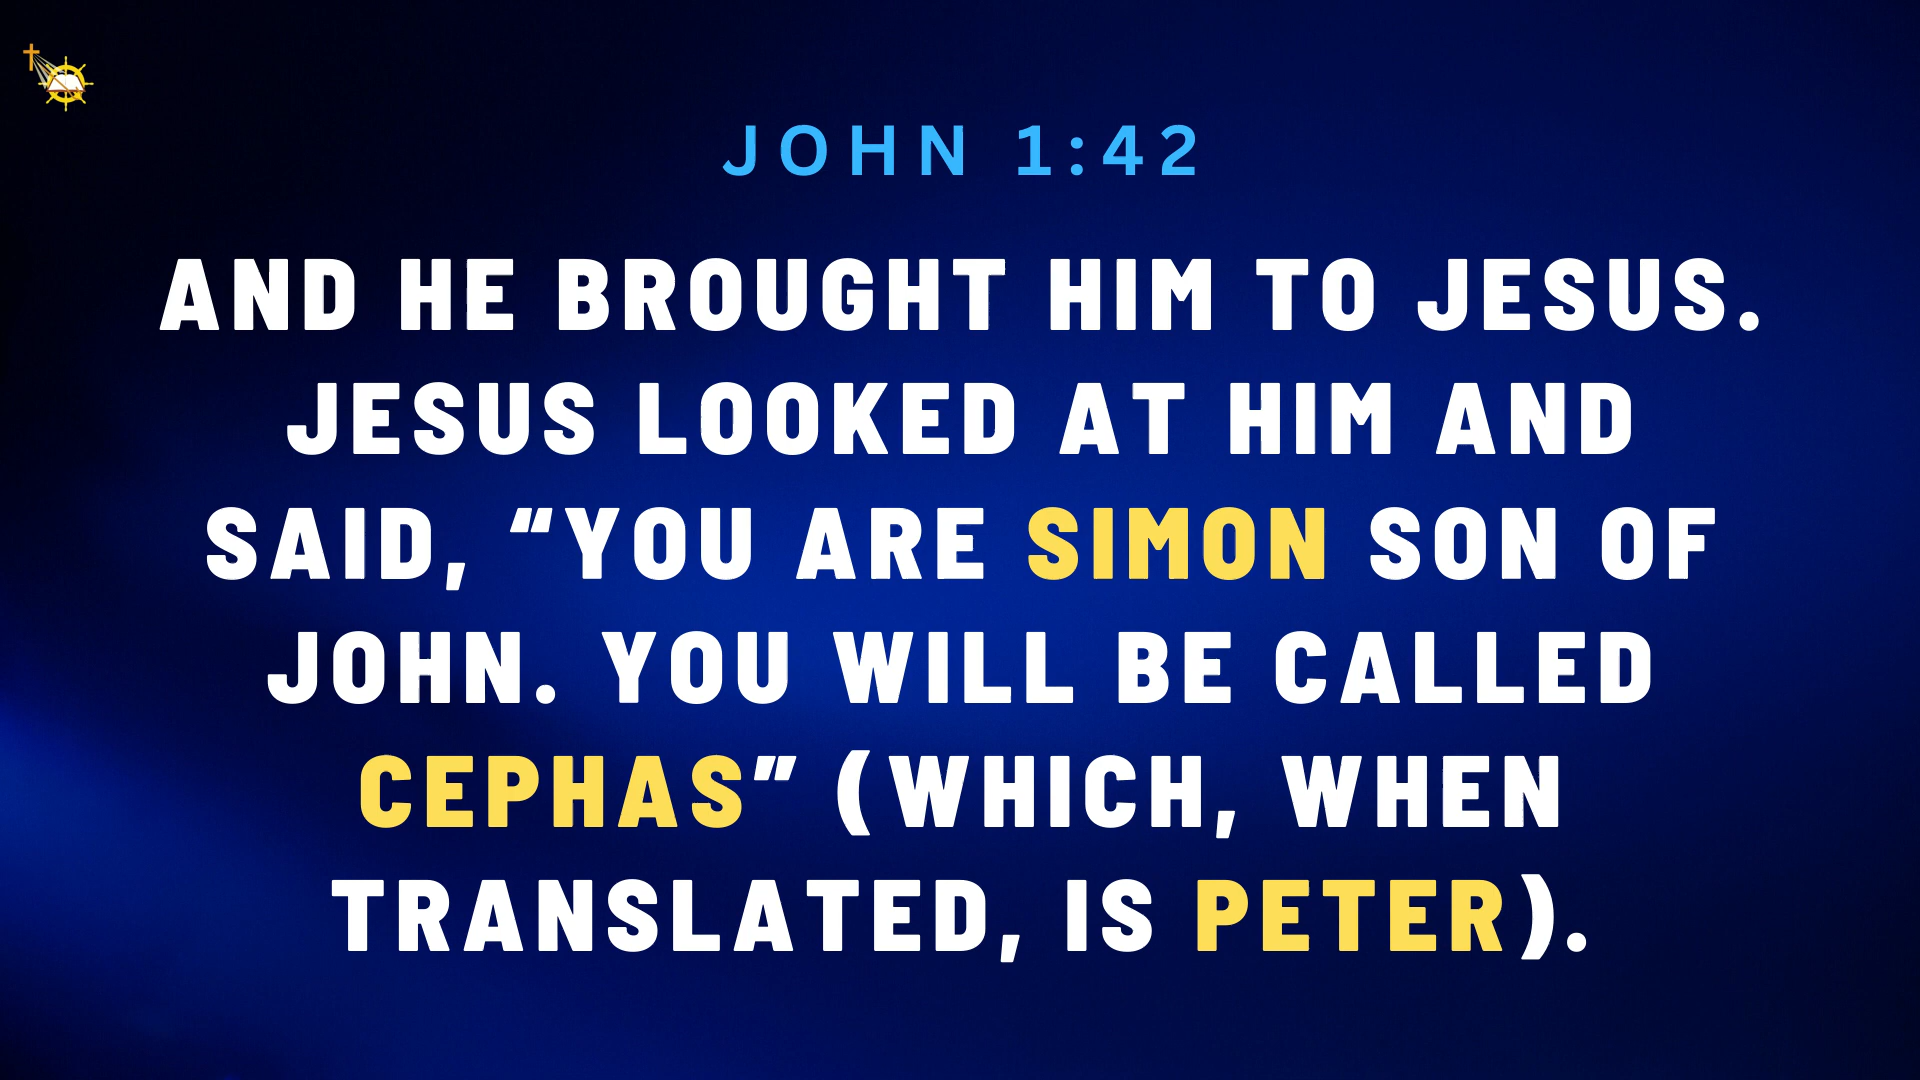 JOHN 1:42
AND HE BROUGHT HIM TO JESUS.
JESUS LOOKED AT HIM AND
SAID, “YOU ARE SIMON SON OF
JOHN. YOU WILL BE CALLED
CEPHAS” (WHICH, WHEN
TRANSLATED, IS PETER).